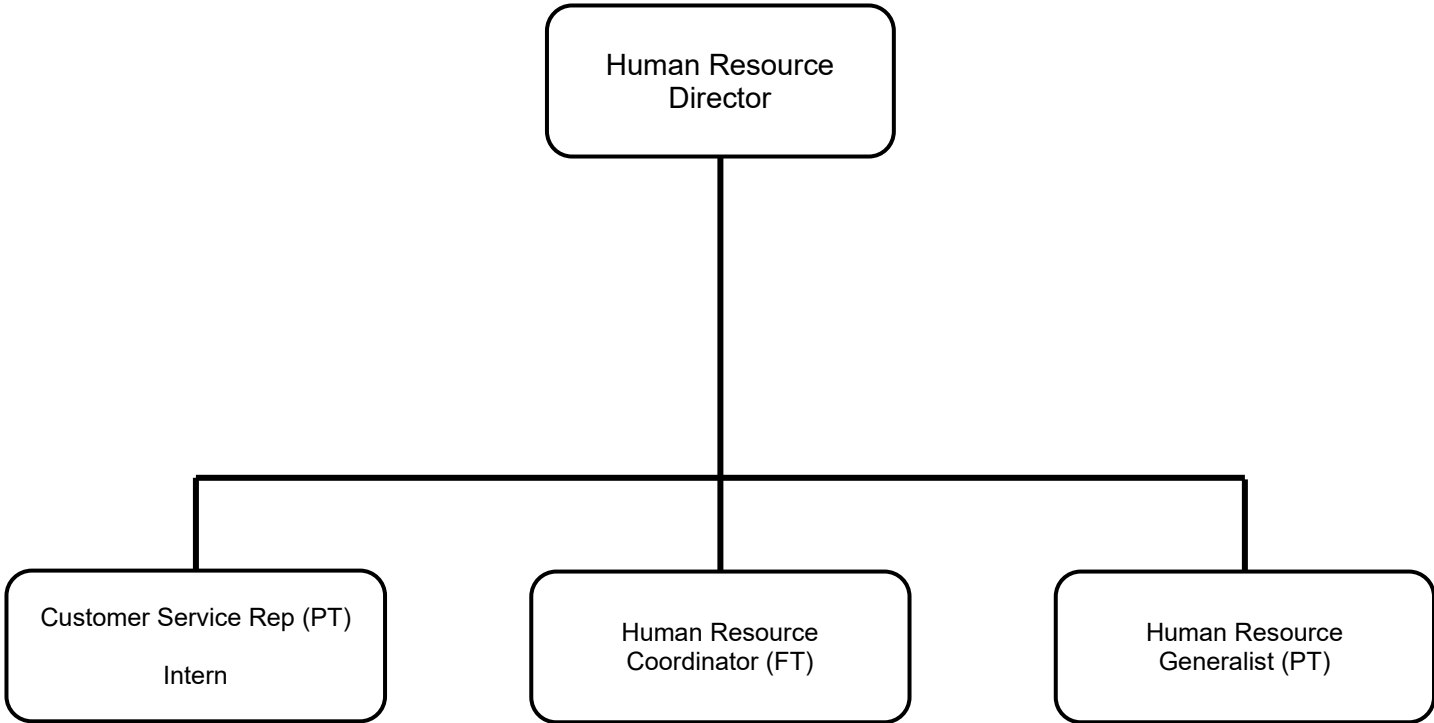 Human Resource
Director
Customer Service Rep (PT)
Intern
Human Resource
Coordinator (FT)
Human Resource
Generalist (PT)